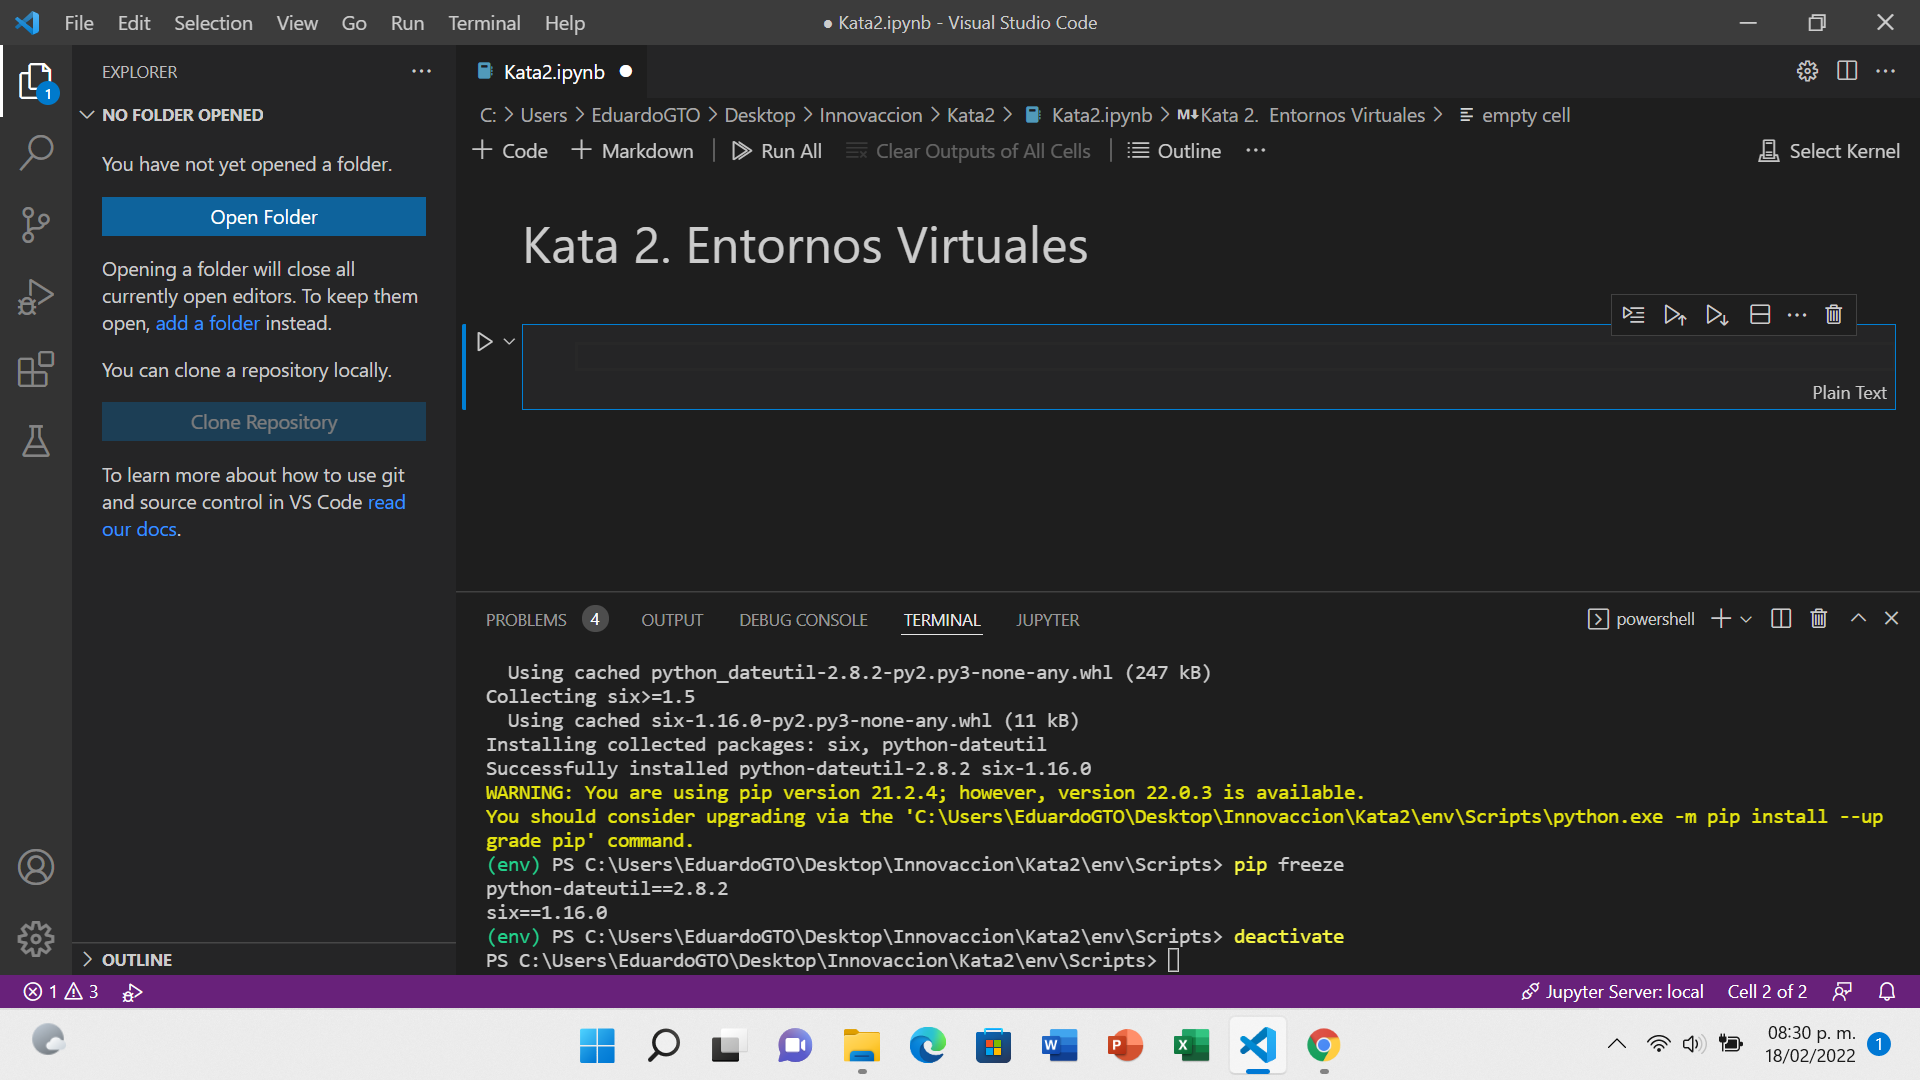 File Edit Selection View Go Run Terminal Help
● Kata2.ipynb - Visual Studio Code
EXPLORER
1
NO FOLDER OPENED
You have not yet opened a folder.
Open Folder
Opening a folder will close all
currently open editors. To keep them
open, add a folder instead.
You can clone a repository locally.
Clone Repository
To learn more about how to use git
and source control in VS Code read
our docs.
OUTLINE
Kata2.ipynb
C: > Users > EduardoGTO > Desktop > Innovaccion > Kata2 > Kata2.ipynb > M↓Kata 2. Entornos Virtuales > empty cell
+ Code + Markdown | Run All Clear Outputs of All Cells | Outline ···
Select Kernel
Kata 2. Entornos Virtuales
Plain Text
PROBLEMS 4 OUTPUT DEBUG CONSOLE TERMINAL JUPYTER
powershell
Using cached python_dateutil-2.8.2-py2.py3-none-any.whl (247 kB)
Collecting six>=1.5
Using cached six-1.16.0-py2.py3-none-any.whl (11 kB)
Installing collected packages: six, python-dateutil
Successfully installed python-dateutil-2.8.2 six-1.16.0
WARNING: You are using pip version 21.2.4; however, version 22.0.3 is available.
You should consider upgrading via the 'C:\Users\EduardoGTO\Desktop\Innovaccion\Kata2\env\Scripts\python.exe -m pip install --up
grade pip' command.
(env) PS C:\Users\EduardoGTO\Desktop\Innovaccion\Kata2\env\Scripts> pip freeze
python-dateutil==2.8.2
six==1.16.0
(env) PS C:\Users\EduardoGTO\Desktop\Innovaccion\Kata2\env\Scripts> deactivate
PS C:\Users\EduardoGTO\Desktop\Innovaccion\Kata2\env\Scripts>
1 3
Jupyter Server: local Cell 2 of 2
W P X
08:30 p. m.
18/02/2022
1